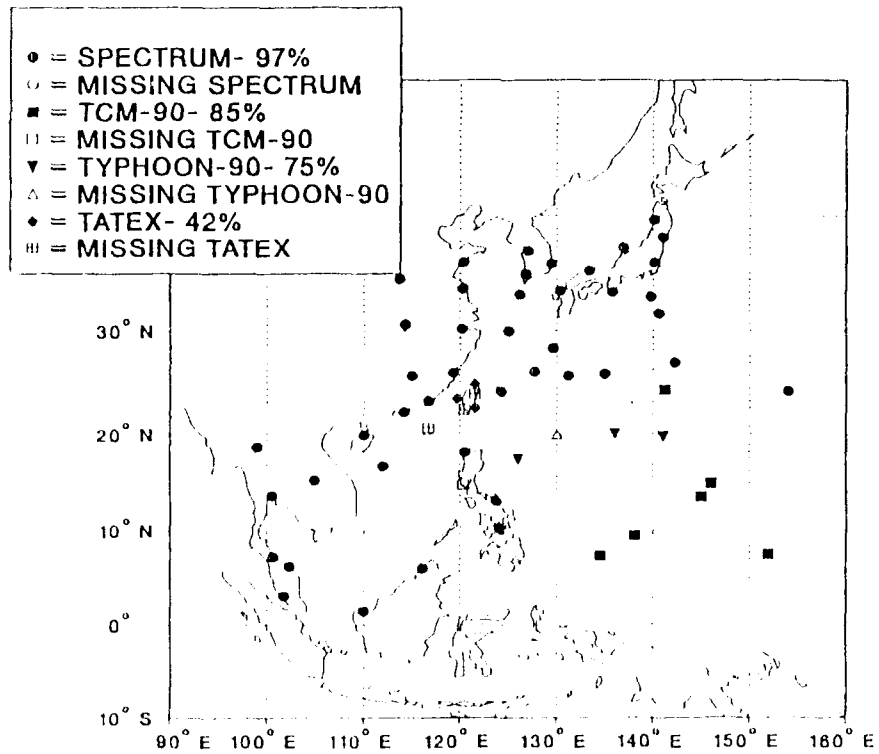 ● = SPECTRUM- 97%
○ = MISSING SPECTRUM
■ = TCM-90- 85%
□ = MISSING TCM-90
▼ = TYPHOON-90- 75%
△ = MISSING TYPHOON-90
◆ = TATEX- 42%
⊞ = MISSING TATEX
30° N
20° N
10° N
0°
10° S
90° E 100° E 110° E 120° E 130° E 140° E 150° E 160° E